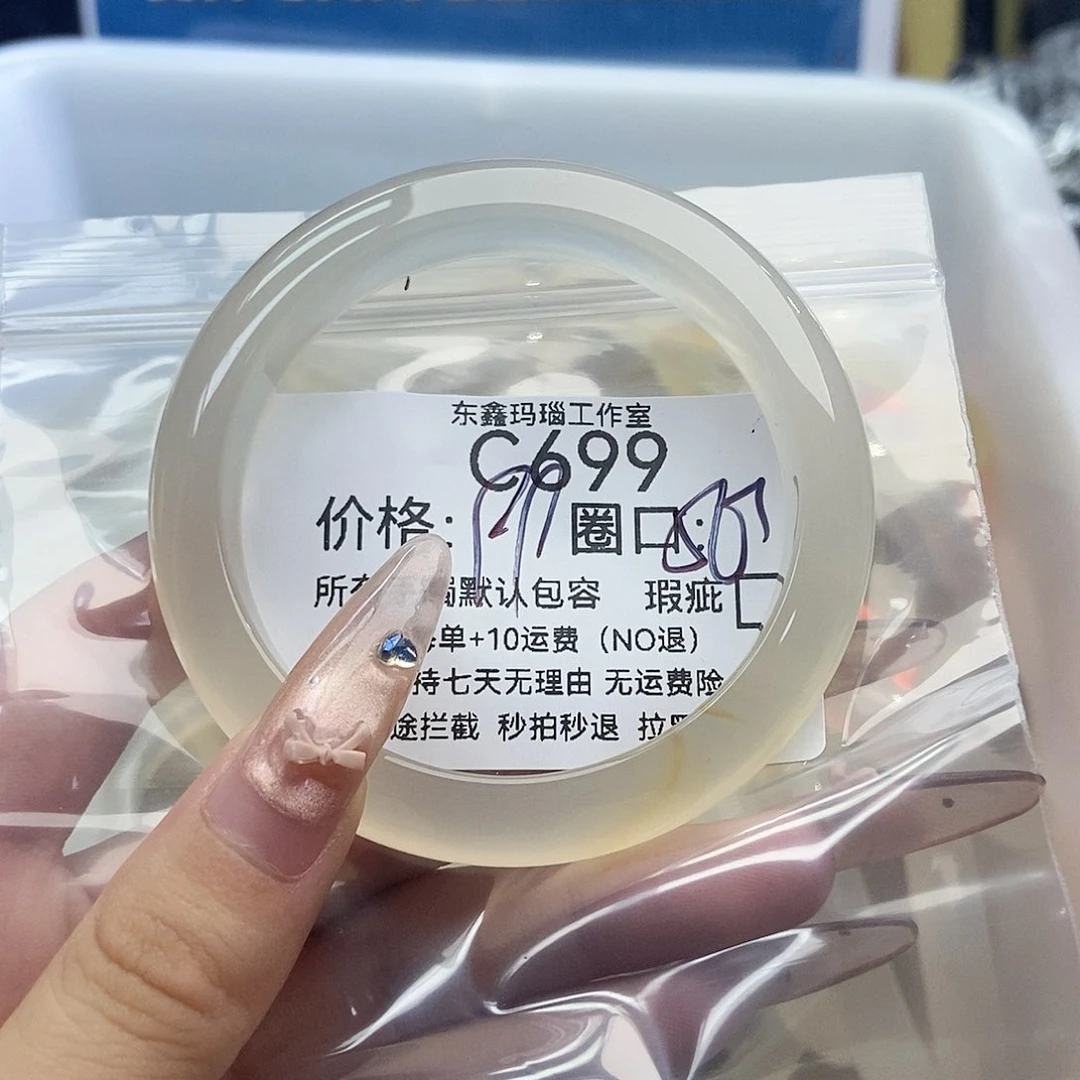 东鑫玛瑙工作室
C699
价格: 圈口:
所 默认包容 瑕疵
单+10运费（NO退）
持七天无理由 无运费险
途拦截 秒拍秒退 拉